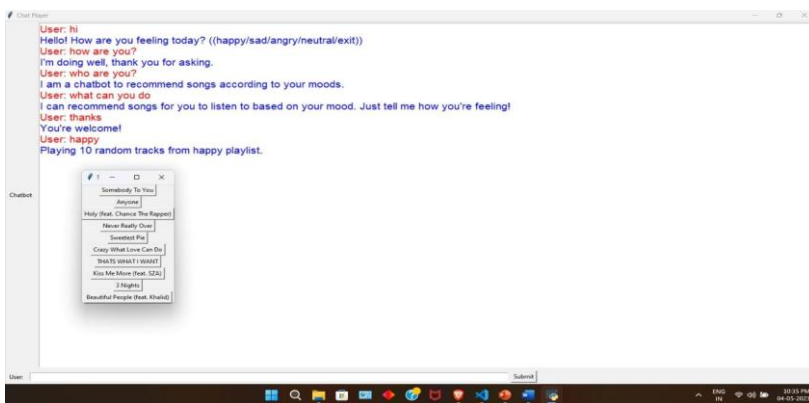 Chat Player
User: hi
Hello! How are you feeling today? ((happy/sad/angry/neutral/exit))
User: how are you?
I'm doing well, thank you for asking.
User: who are you?
I am a chatbot to recommend songs according to your moods.
User: what can you do
I can recommend songs for you to listen to based on your mood. Just tell me how you're feeling!
User: thanks
You're welcome!
User: happy
Playing 10 random tracks from happy playlist.
Chatbot
Somebody To You
Anyone
Holy (feat. Chance The Rapper)
Never Really Over
Sweetest Pie
Crazy What Love Can Do
THATS WHAT I WANT
Kiss Me More (feat. SZA)
3 Nights
Beautiful People (feat. Khalid)
User:
Submit
ENG
IN
10:35 PM